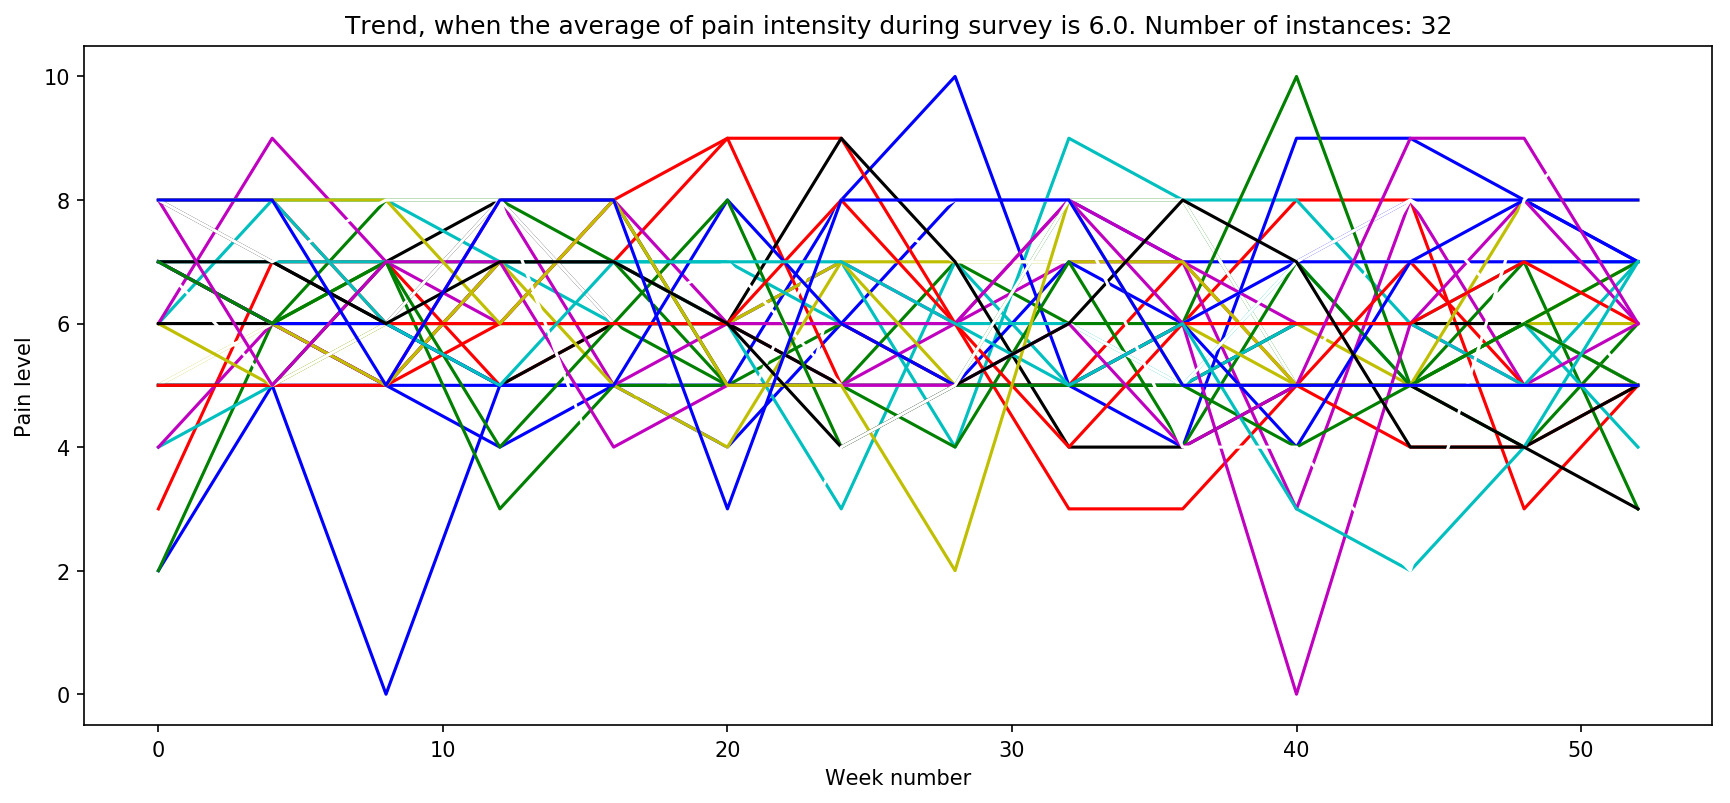 Trend, when the average of pain intensity during survey is 6.0. Number of instances: 32
10
8
6
4
2
0
Pain level
0 10 20 30 40 50
Week number